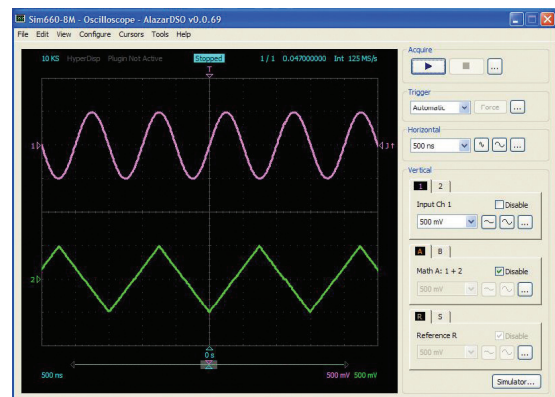 Sim660-8M - Oscilloscope - AlazarDSO v0.0.69
File Edit View Configure Cursors Tools Help
10 KS HyperDisp Plugin Not Active Stopped 1 / 1 0.047000000 Int 125 MS/s
T
1
J↑
2
0 s
500 ns 500 mV 500 mV
Acquire
...
Trigger
Automatic Force ...
Horizontal
500 ns ...
Vertical
1 2
Input Ch 1 Disable
500 mV ...
A B
Math A: 1 + 2 Disable
500 mV ...
R S
Reference R Disable
500 mV ...
Simulator...